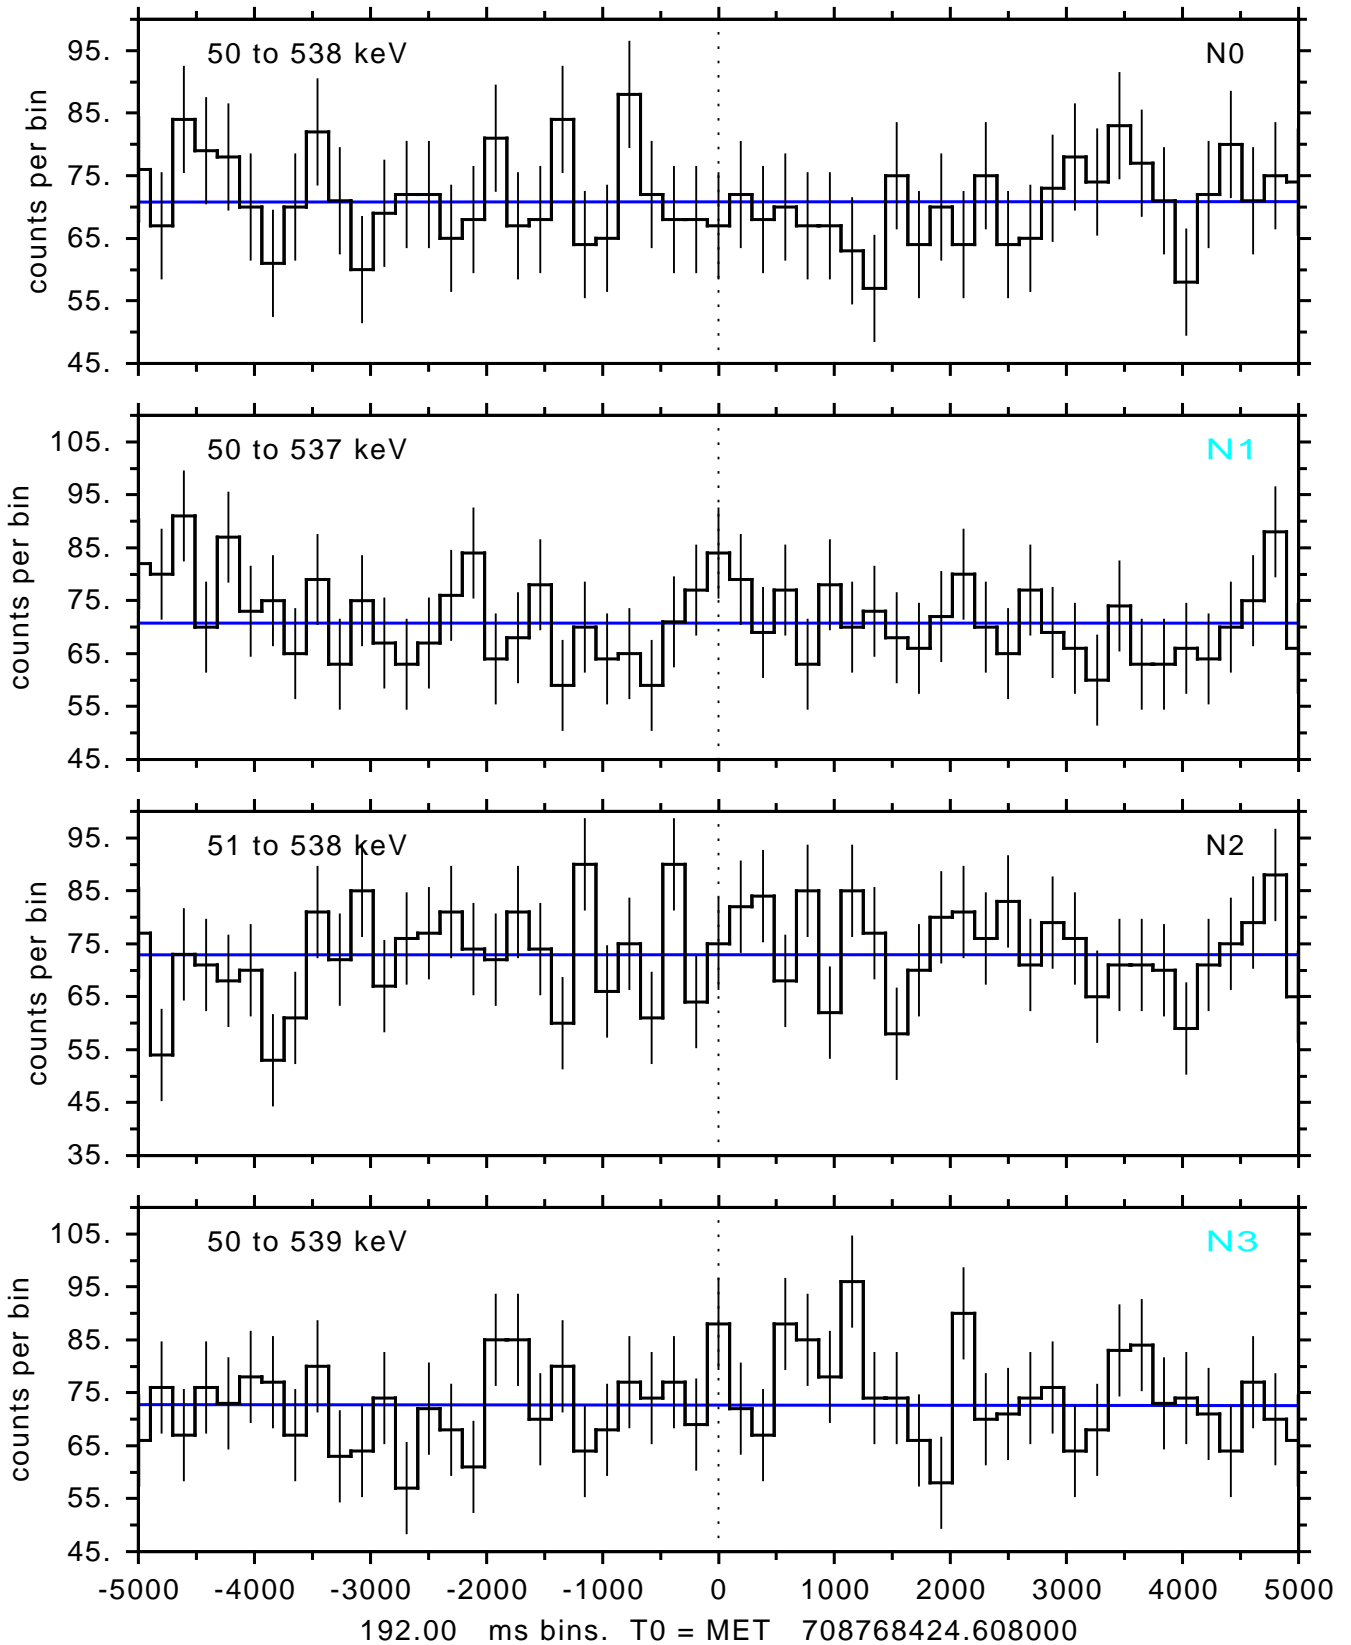 50 to 538 keV N0
95.
85.
75.
65.
55.
45.
counts per bin
50 to 537 keV N1
105.
95.
85.
75.
65.
55.
45.
counts per bin
51 to 538 keV N2
95.
85.
75.
65.
55.
45.
35.
counts per bin
50 to 539 keV N3
105.
95.
85.
75.
65.
55.
45.
counts per bin
-5000 -4000 -3000 -2000 -1000 0 1000 2000 3000 4000 5000
192.00 ms bins. T0 = MET 708768424.608000